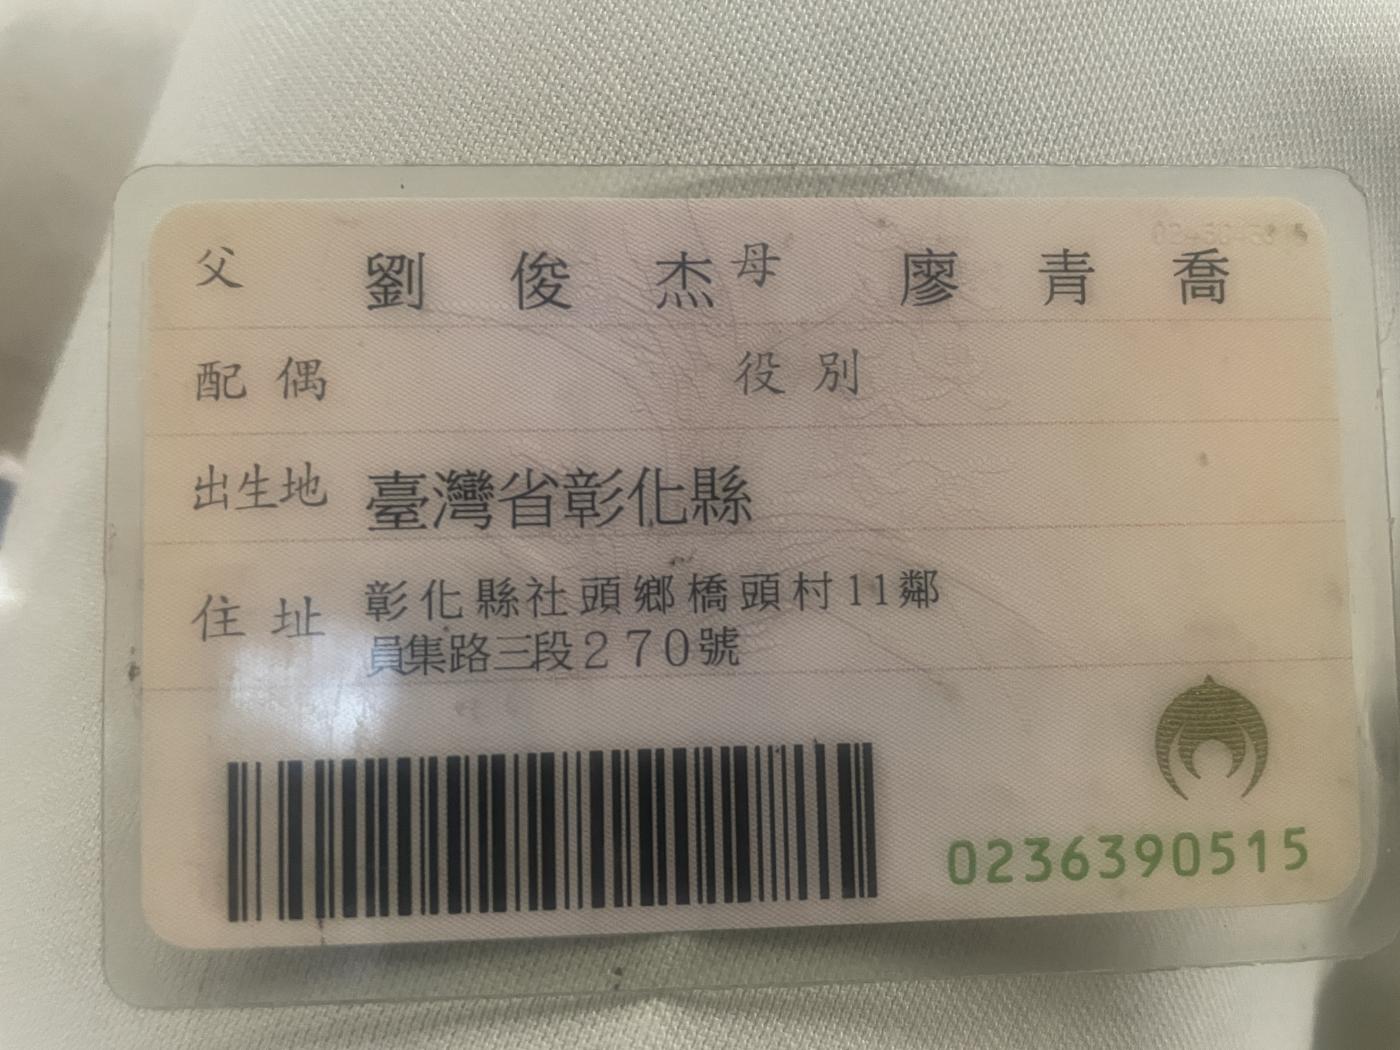 父 劉俊杰 母 廖青喬
配偶 役別
出生地 臺灣省彰化縣
住址 彰化縣社頭鄉橋頭村11鄰
員集路三段270號
0236390515